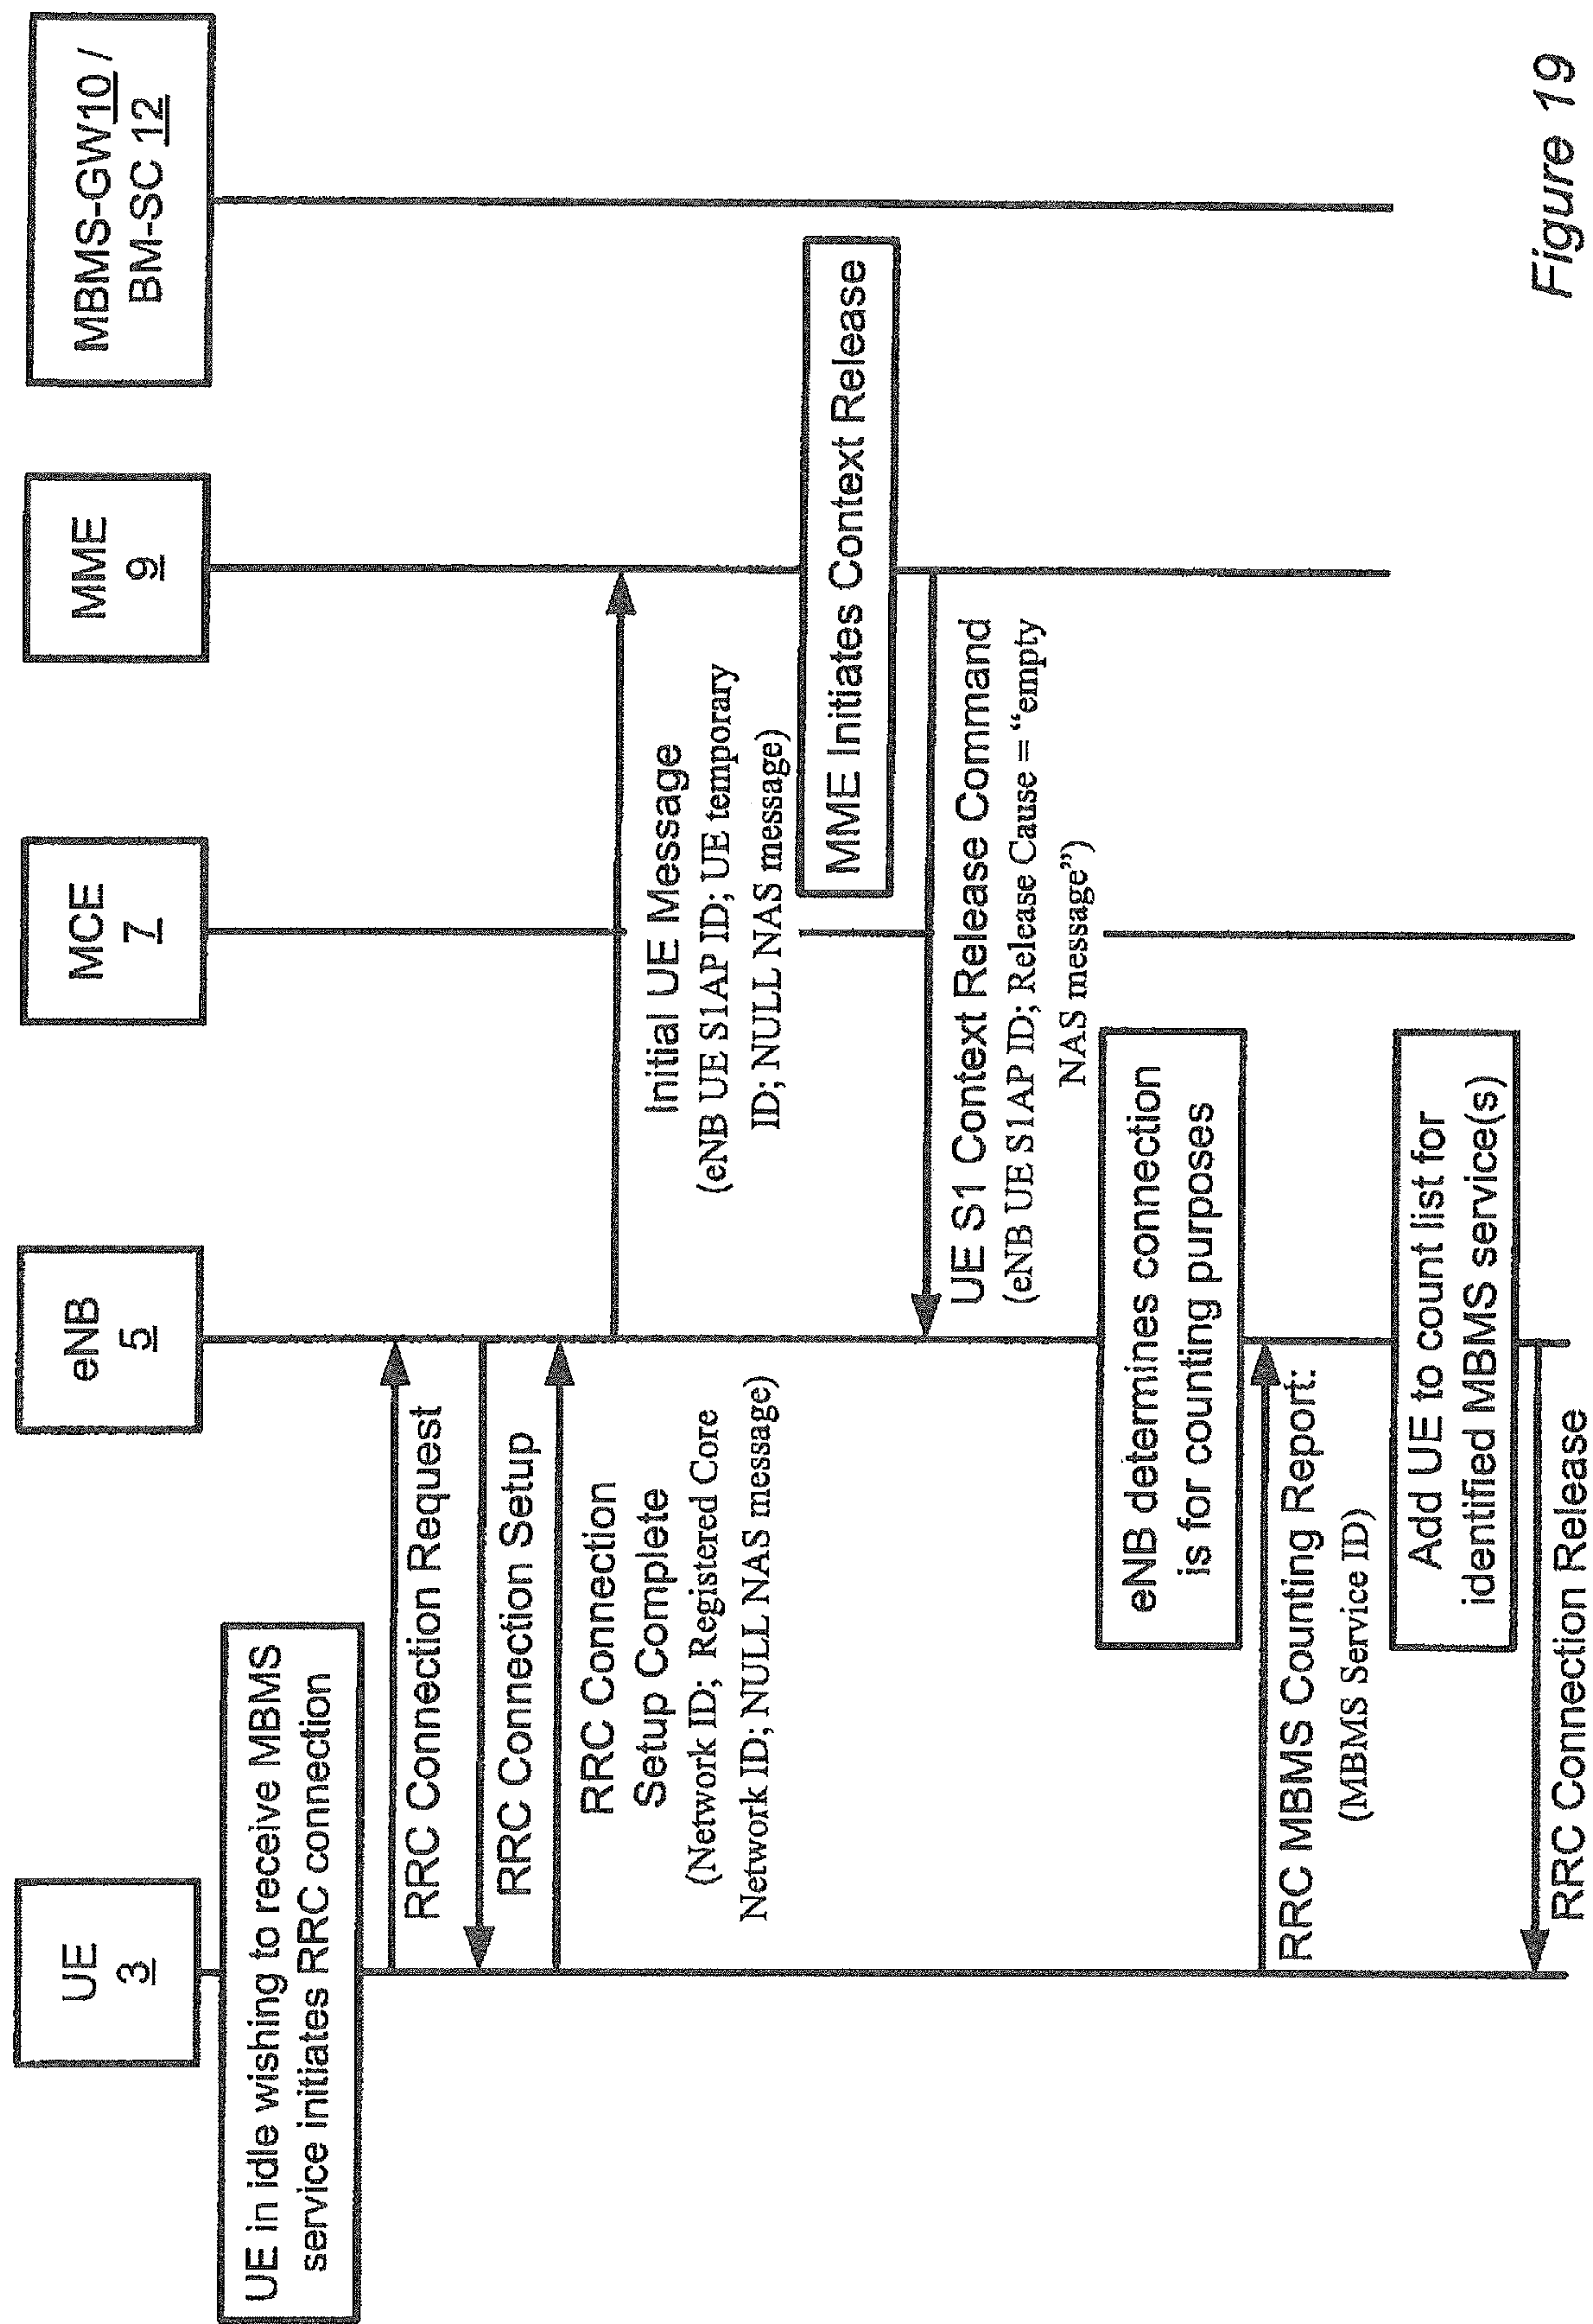 UE
3
eNB
5
MCE
7
MME
9
MBMS-GW10 /
BM-SC 12
UE in idle wishing to receive MBMS
service initiates RRC connection
RRC Connection Request
RRC Connection Setup
RRC Connection
Setup Complete
(Network ID; Registered Core
Network ID; NULL NAS message)
Initial UE Message
(eNB UE S1AP ID; UE temporary
ID; NULL NAS message)
MME Initiates Context Release
UE S1 Context Release Command
(eNB UE S1AP ID; Release Cause = “empty
NAS message”)
eNB determines connection
is for counting purposes
RRC MBMS Counting Report:
(MBMS Service ID)
Add UE to count list for
identified MBMS service(s)
RRC Connection Release
Figure 19